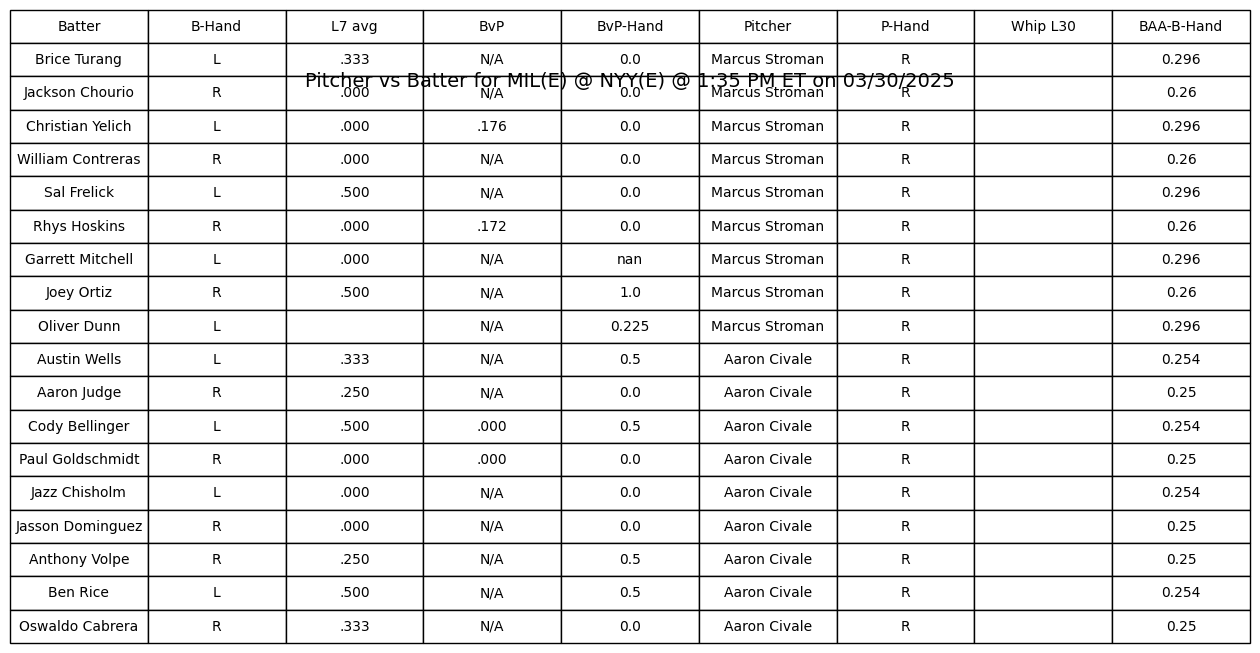 Batter B-Hand L7 avg BvP BvP-Hand Pitcher P-Hand Whip L30 BAA-B-Hand
Brice Turang L .333 N/A 0.0 Marcus Stroman R 0.296
Pitcher vs Batter for MIL(E) @ NYY(E) @ 1:35 PM ET on 03/30/2025
Jackson Chourio R .000 N/A 0.0 Marcus Stroman R 0.26
Christian Yelich L .000 .176 0.0 Marcus Stroman R 0.296
William Contreras R .000 N/A 0.0 Marcus Stroman R 0.26
Sal Frelick L .500 N/A 0.0 Marcus Stroman R 0.296
Rhys Hoskins R .000 .172 0.0 Marcus Stroman R 0.26
Garrett Mitchell L .000 N/A nan Marcus Stroman R 0.296
Joey Ortiz R .500 N/A 1.0 Marcus Stroman R 0.26
Oliver Dunn L N/A 0.225 Marcus Stroman R 0.296
Austin Wells L .333 N/A 0.5 Aaron Civale R 0.254
Aaron Judge R .250 N/A 0.0 Aaron Civale R 0.25
Cody Bellinger L .500 .000 0.5 Aaron Civale R 0.254
Paul Goldschmidt R .000 .000 0.0 Aaron Civale R 0.25
Jazz Chisholm L .000 N/A 0.0 Aaron Civale R 0.254
Jasson Dominguez R .000 N/A 0.0 Aaron Civale R 0.25
Anthony Volpe R .250 N/A 0.5 Aaron Civale R 0.25
Ben Rice L .500 N/A 0.5 Aaron Civale R 0.254
Oswaldo Cabrera R .333 N/A 0.0 Aaron Civale R 0.25